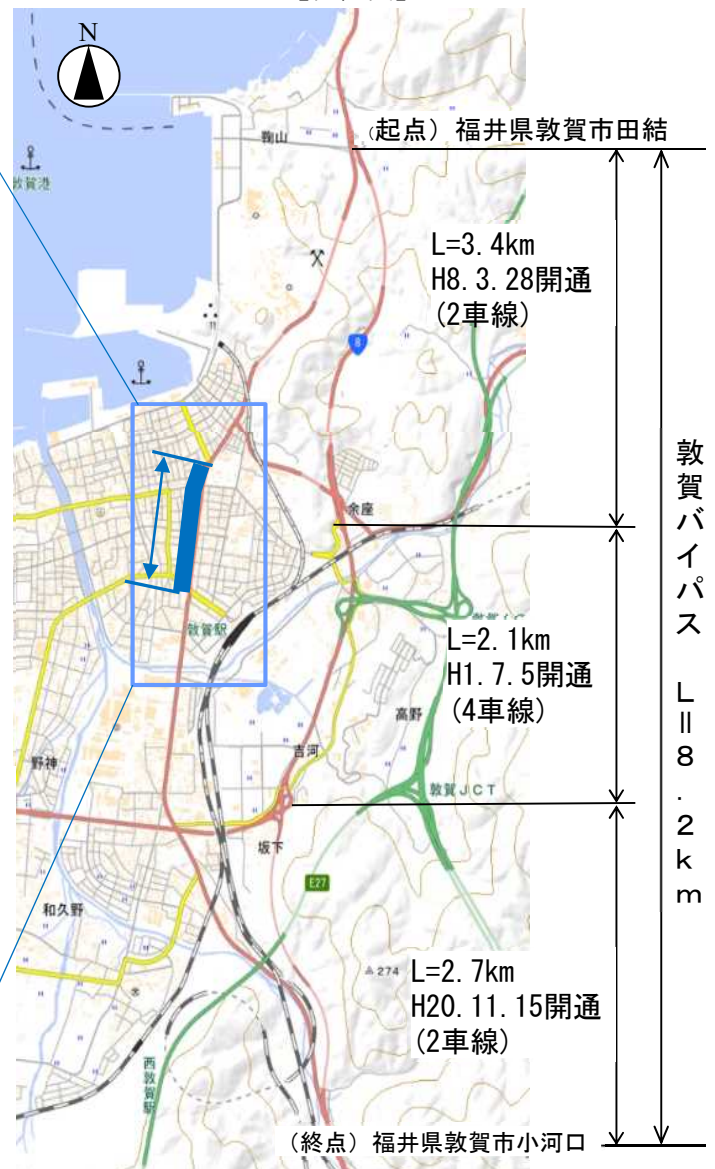 N
(起点) 福井県敦賀市田結
鞠山
敦賀港
L=3.4km
H8.3.28開通
(2車線)
8
余座
敦賀バイパス L=8.2km
敦賀駅
L=2.1km
H1.7.5開通
(4車線)
高野
野神
吉河
敦賀JCT
坂下
E27
和久野
274
L=2.7km
H20.11.15開通
(2車線)
西敦賀駅
(終点) 福井県敦賀市小河口